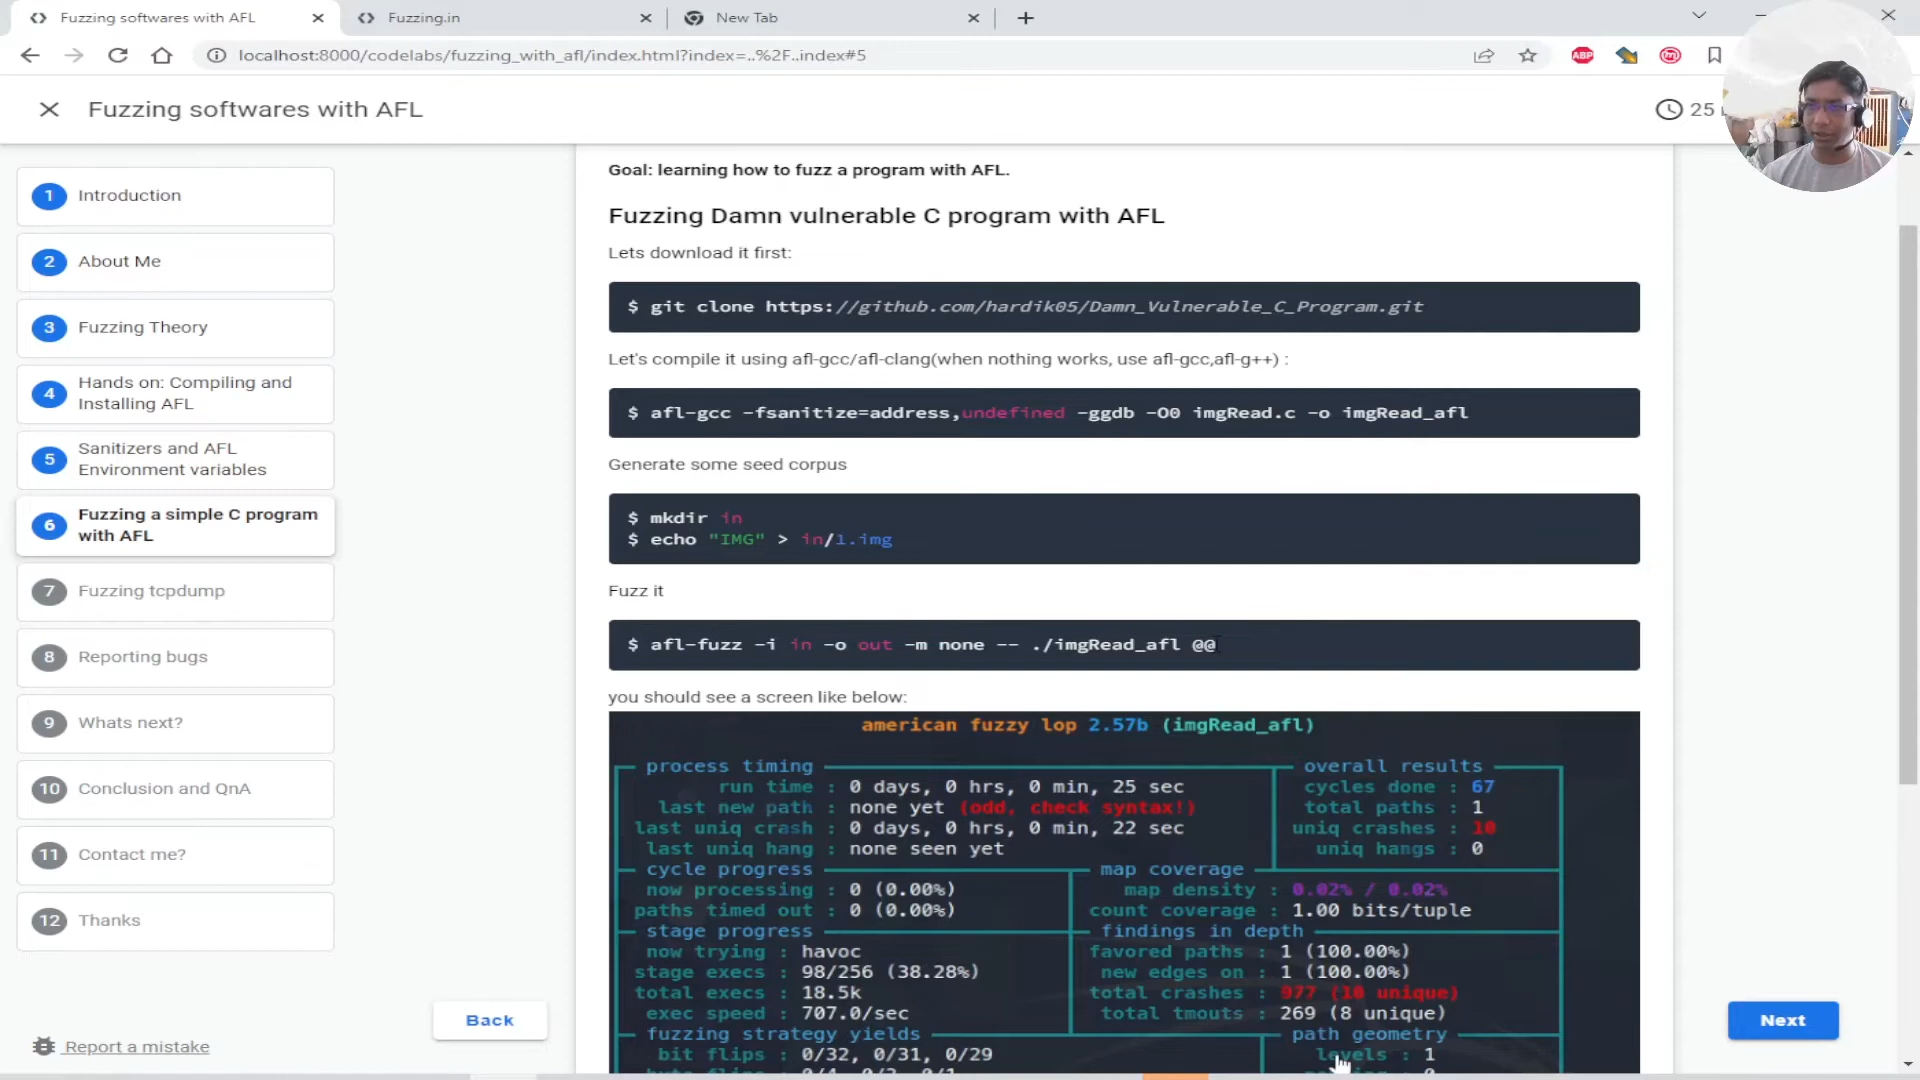 Fuzzing softwares with AFL
Fuzzing.in
New Tab
localhost:8000/codelabs/fuzzing_with_afl/index.html?index=..%2F..index#5
ABP
Fuzzing softwares with AFL
25
1 Introduction
2 About Me
3 Fuzzing Theory
4 Hands on: Compiling and
Installing AFL
5 Sanitizers and AFL
Environment variables
6 Fuzzing a simple C program
with AFL
7 Fuzzing tcpdump
8 Reporting bugs
9 Whats next?
10 Conclusion and QnA
11 Contact me?
12 Thanks
Report a mistake
Back
Next
Goal: learning how to fuzz a program with AFL.
Fuzzing Damn vulnerable C program with AFL
Lets download it first:
$ git clone https://github.com/hardik05/Damn_Vulnerable_C_Program.git
Let's compile it using afl-gcc/afl-clang(when nothing works, use afl-gcc,afl-g++) :
$ afl-gcc -fsanitize=address,undefined -ggdb -O0 imgRead.c -o imgRead_afl
Generate some seed corpus
$ mkdir in
$ echo "IMG" > in/1.img
Fuzz it
$ afl-fuzz -i in -o out -m none -- ./imgRead_afl @@
you should see a screen like below:
american fuzzy lop 2.57b (imgRead_afl)
process timing overall results
run time : 0 days, 0 hrs, 0 min, 25 sec cycles done : 67
last new path : none yet (odd, check syntax!) total paths : 1
last uniq crash : 0 days, 0 hrs, 0 min, 22 sec uniq crashes : 10
last uniq hang : none seen yet uniq hangs : 0
cycle progress map coverage
now processing : 0 (0.00%) map density : 0.02% / 0.02%
paths timed out : 0 (0.00%) count coverage : 1.00 bits/tuple
stage progress findings in depth
now trying : havoc favored paths : 1 (100.00%)
stage execs : 98/256 (38.28%) new edges on : 1 (100.00%)
total execs : 18.5k total crashes : 977 (10 unique)
exec speed : 707.0/sec total tmouts : 269 (8 unique)
fuzzing strategy yields path geometry
bit flips : 0/32, 0/31, 0/29 levels : 1